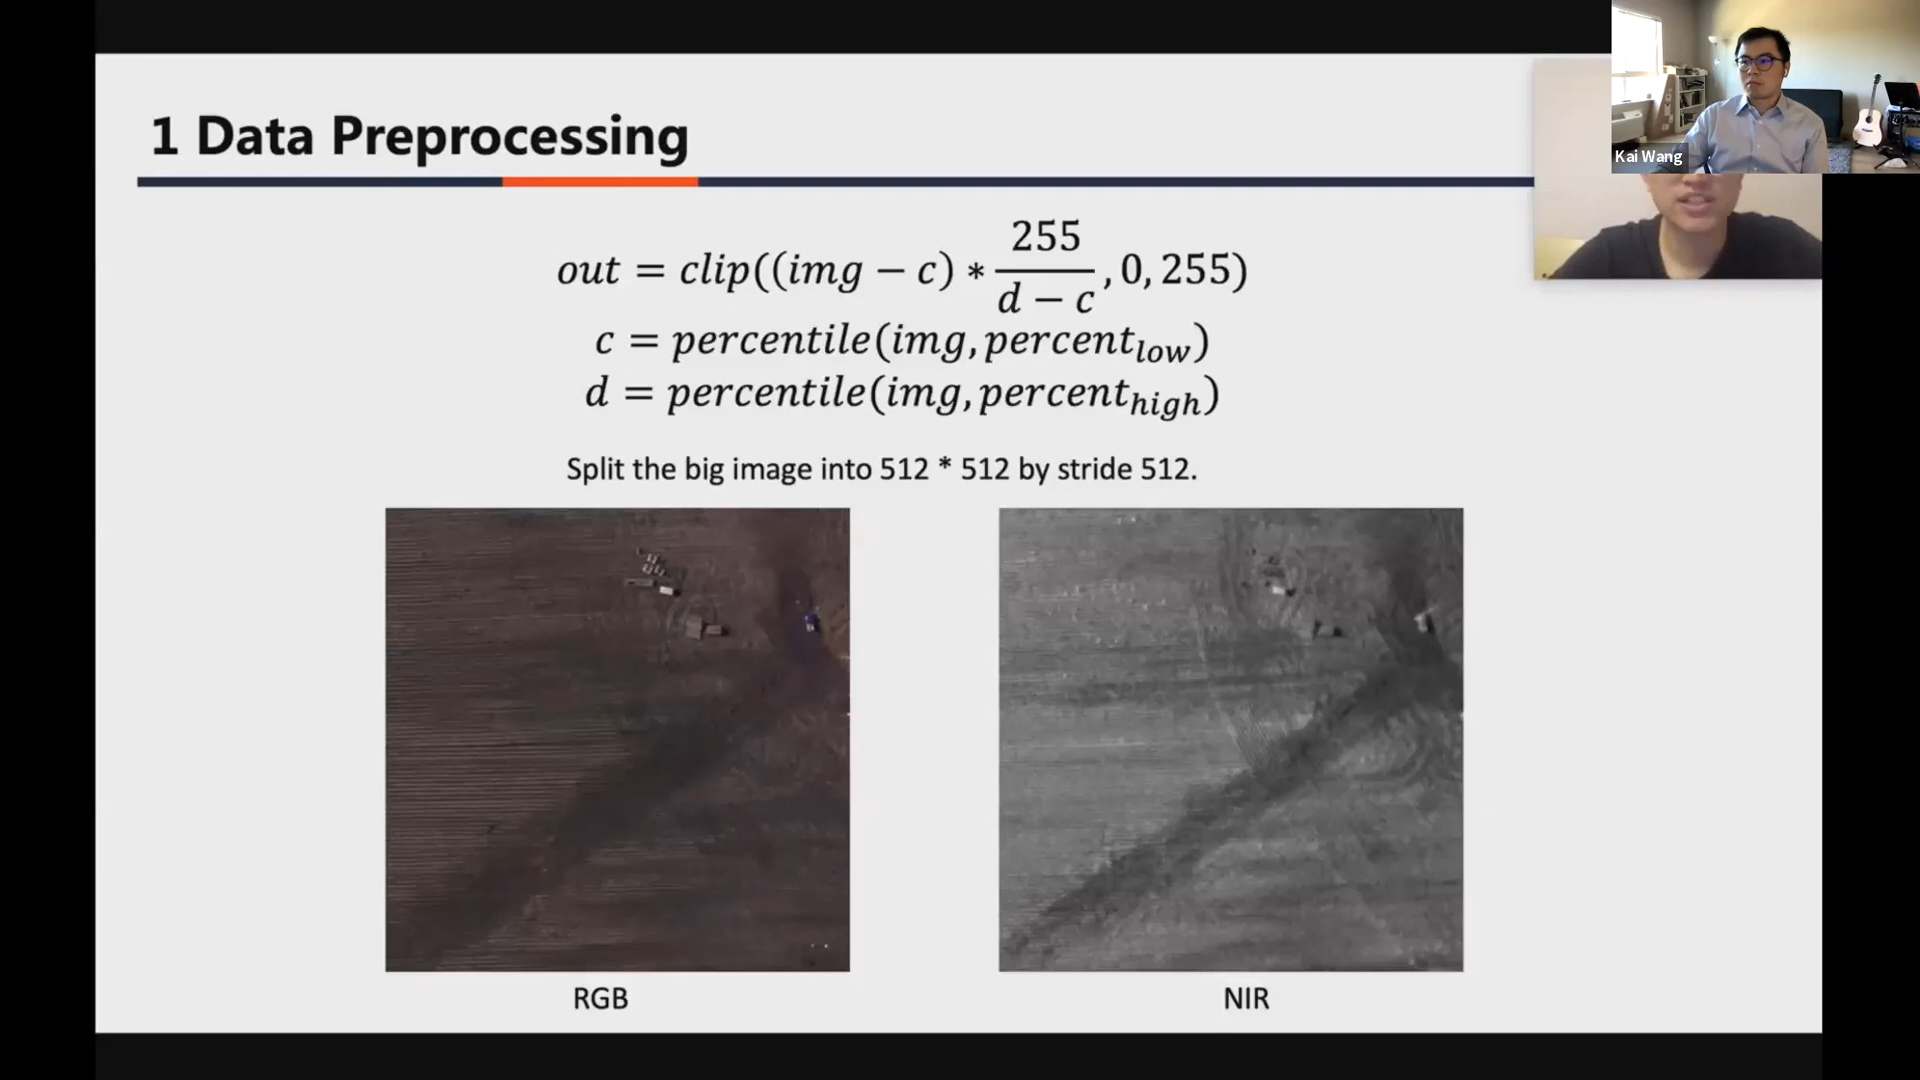 1 Data Preprocessing
Kai Wang
out = clip((img − c) * 255/(d − c), 0, 255)
c = percentile(img, percent_low)
d = percentile(img, percent_high)
Split the big image into 512 * 512 by stride 512.
RGB
NIR